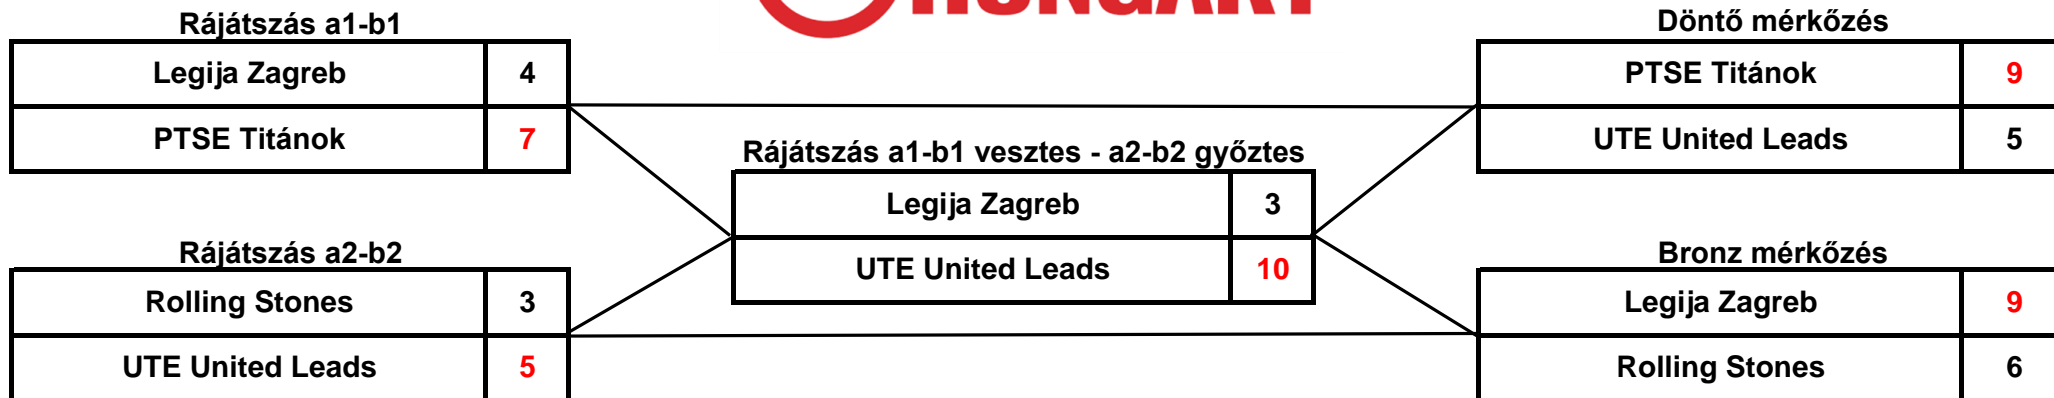 HUNGART
Rájátszás a1-b1
Legija Zagreb 4
PTSE Titánok 7
Rájátszás a2-b2
Rolling Stones 3
UTE United Leads 5
Rájátszás a1-b1 vesztes - a2-b2 győztes
Legija Zagreb 3
UTE United Leads 10
Döntő mérkőzés
PTSE Titánok 9
UTE United Leads 5
Bronz mérkőzés
Legija Zagreb 9
Rolling Stones 6